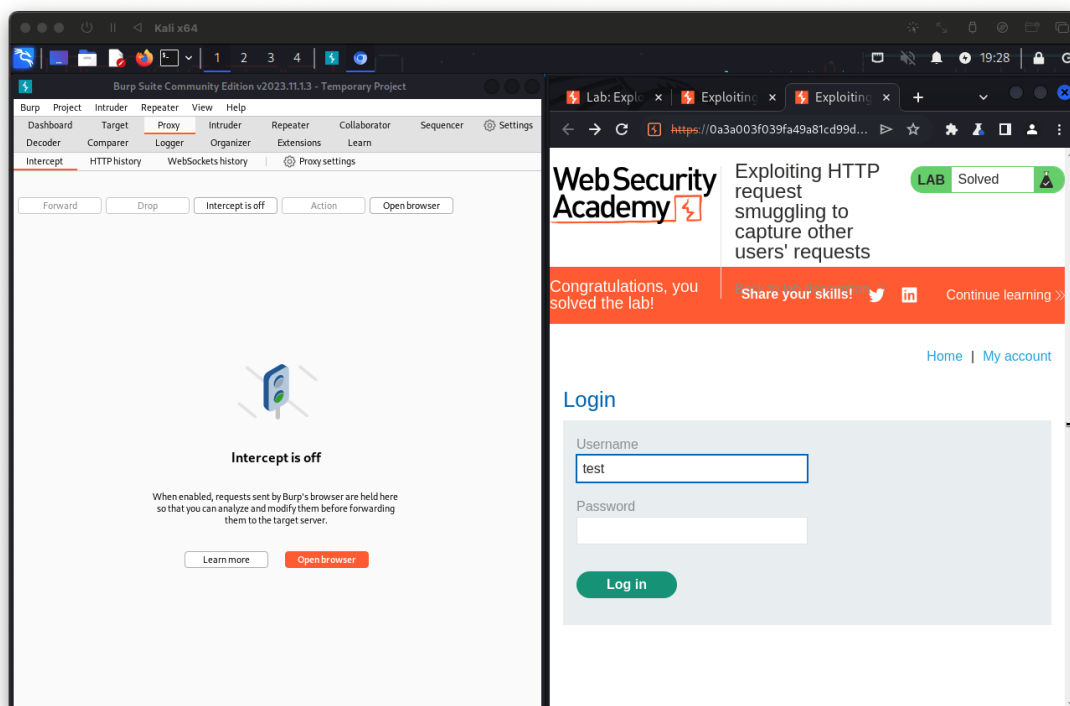 Kali x64
1 2 3 4
19:28
Burp Suite Community Edition v2023.11.1.3 - Temporary Project
Burp Project Intruder Repeater View Help
Dashboard Target Proxy Intruder Repeater Collaborator Sequencer Settings
Decoder Comparer Logger Organizer Extensions Learn
Intercept HTTP history WebSockets history Proxy settings
Forward Drop Intercept is off Action Open browser
Intercept is off
When enabled, requests sent by Burp's browser are held here
so that you can analyze and modify them before forwarding
them to the target server.
Learn more Open browser
Lab: Explo Exploiting Exploiting
https://0a3a003f039fa49a81cd99d...
Web Security
Academy
Exploiting HTTP
request
smuggling to
capture other
users' requests
LAB Solved
Congratulations, you
solved the lab!
Share your skills!
Continue learning
Home | My account
Login
Username
test
Password
Log in